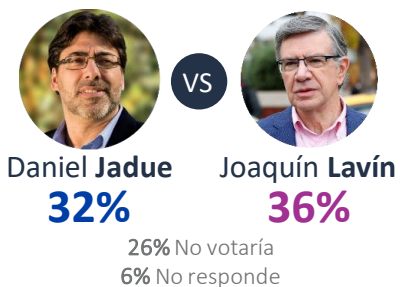 VS
Daniel Jadue
Joaquín Lavín
32%
36%
26% No votaría
6% No responde